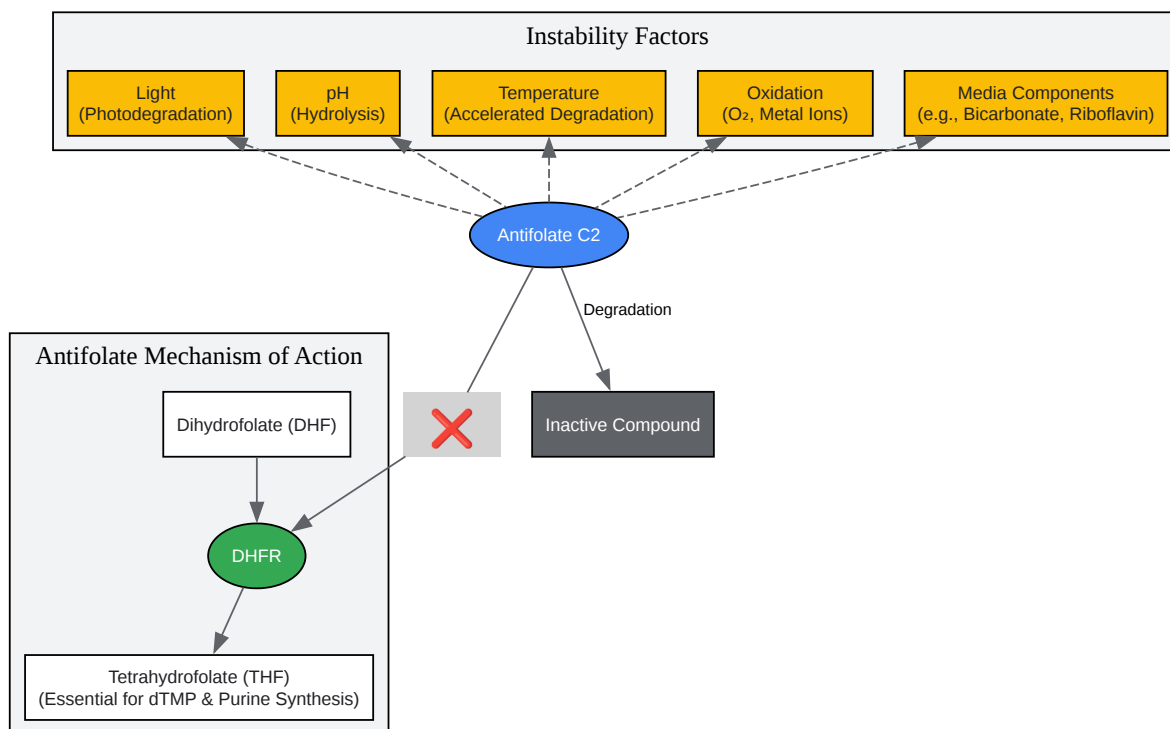 Instability Factors
Light
(Photodegradation)
pH
(Hydrolysis)
Temperature
(Accelerated Degradation)
Oxidation
(O₂, Metal Ions)
Media Components
(e.g., Bicarbonate, Riboflavin)
Antifolate C2
Degradation
Antifolate Mechanism of Action
Dihydrofolate (DHF)
Inactive Compound
DHFR
Tetrahydrofolate (THF)
(Essential for dTMP & Purine Synthesis)